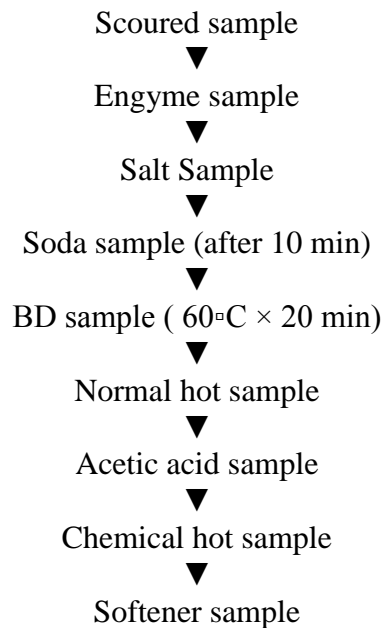 Scoured sample
▼
Engyme sample
▼
Salt Sample
▼
Soda sample (after 10 min)
▼
BD sample ( 60▫C × 20 min)
▼
Normal hot sample
▼
Acetic acid sample
▼
Chemical hot sample
▼
Softener sample